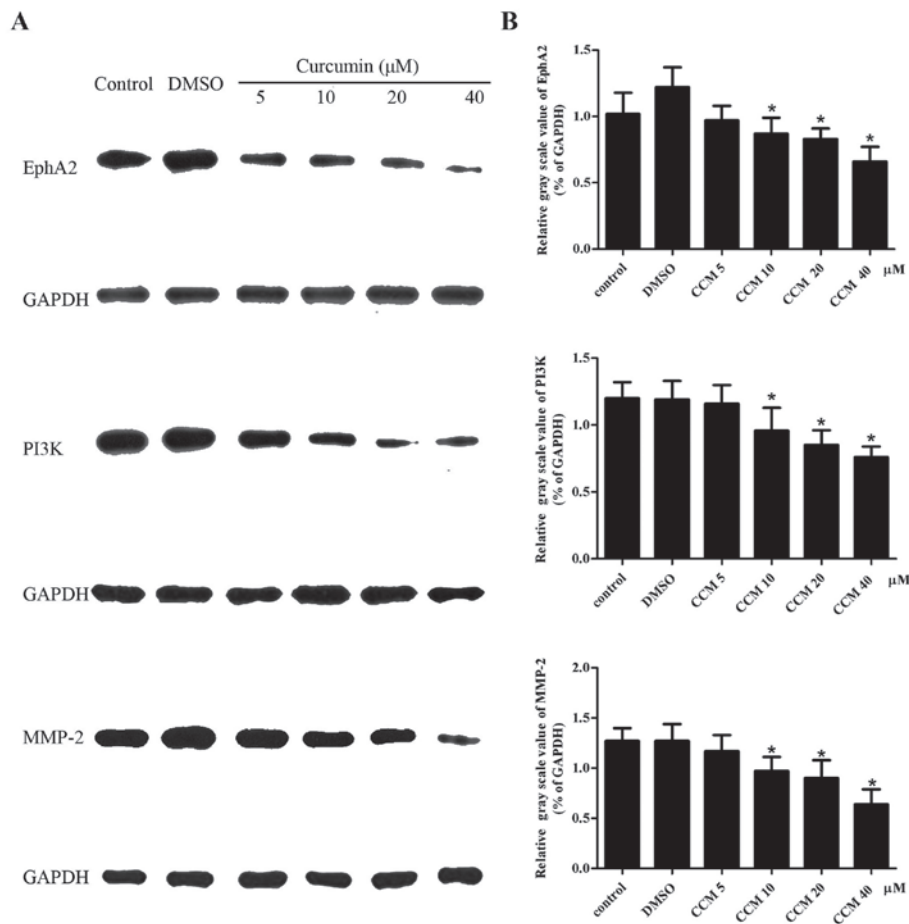 A
Curcumin (μM)
Control DMSO 5 10 20 40
EphA2
GAPDH
PI3K
GAPDH
MMP-2
GAPDH
B
Relative gray scale value of EphA2
(% of GAPDH)
1.5
1.0
0.5
0.0
* * *
control DMSO CCM 5 CCM 10 CCM 20 CCM 40 μM
Relative gray scale value of PI3K
(% of GAPDH)
1.5
1.0
0.5
0.0
* * *
control DMSO CCM 5 CCM 10 CCM 20 CCM 40 μM
Relative gray scale value of MMP-2
(% of GAPDH)
2.0
1.5
1.0
0.5
0.0
* * *
control DMSO CCM 5 CCM 10 CCM 20 CCM 40 μM